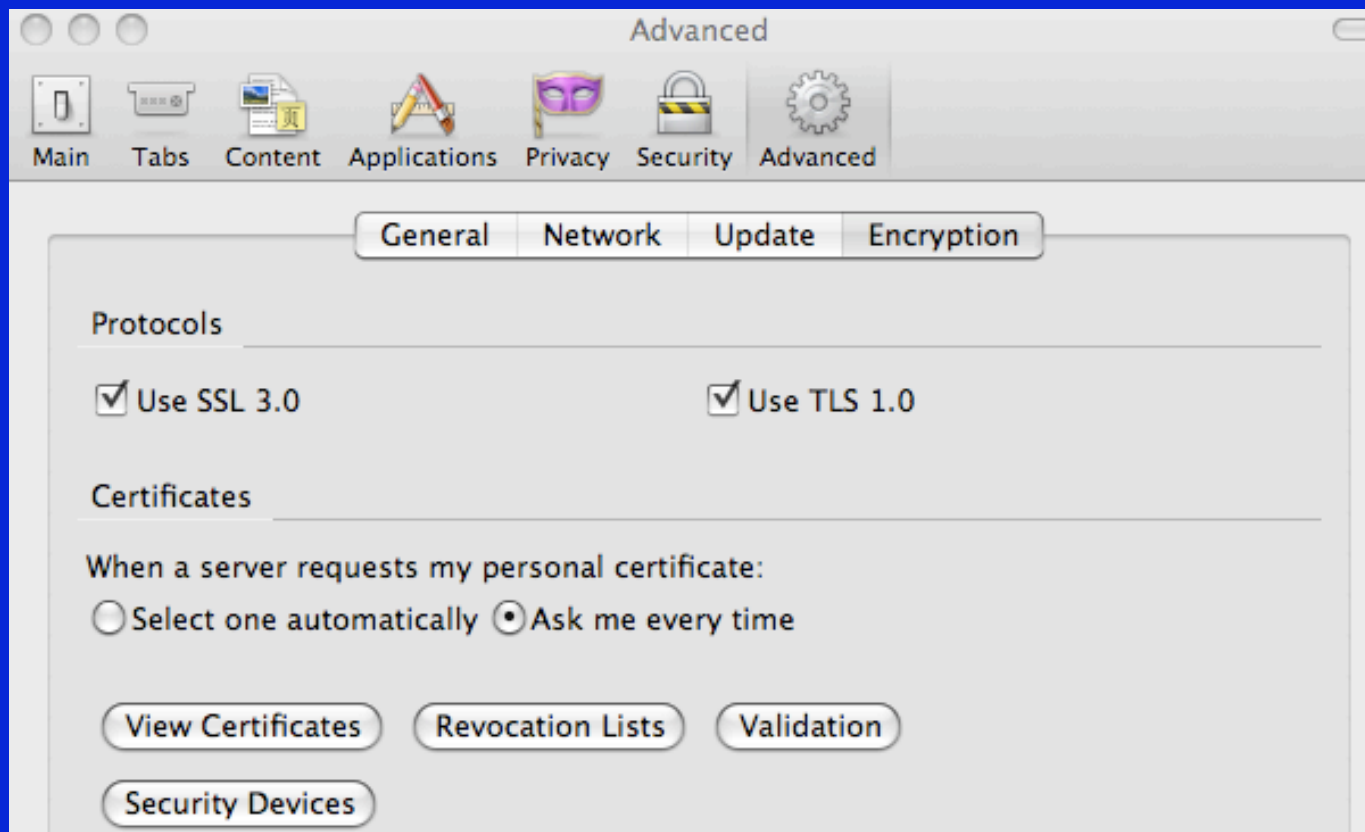 Advanced
页
Main Tabs Content Applications Privacy Security Advanced
General Network Update Encryption
Protocols
Use SSL 3.0 Use TLS 1.0
Certificates
When a server requests my personal certificate:
Select one automatically Ask me every time
View Certificates Revocation Lists Validation
Security Devices